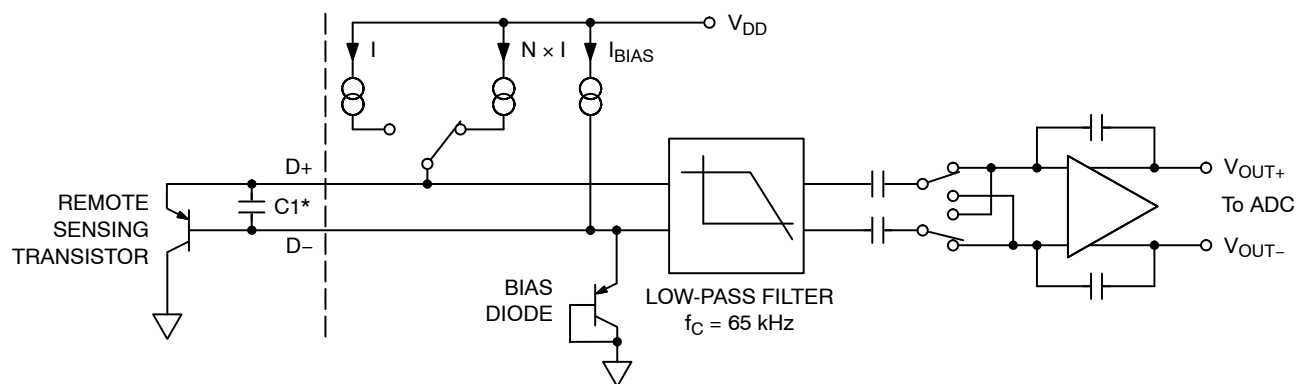 V_DD
I
N × I
I_BIAS
D+
C1*
REMOTE
SENSING
TRANSISTOR
D−
BIAS
DIODE
LOW-PASS FILTER
f_C = 65 kHz
V_OUT+
To ADC
V_OUT−